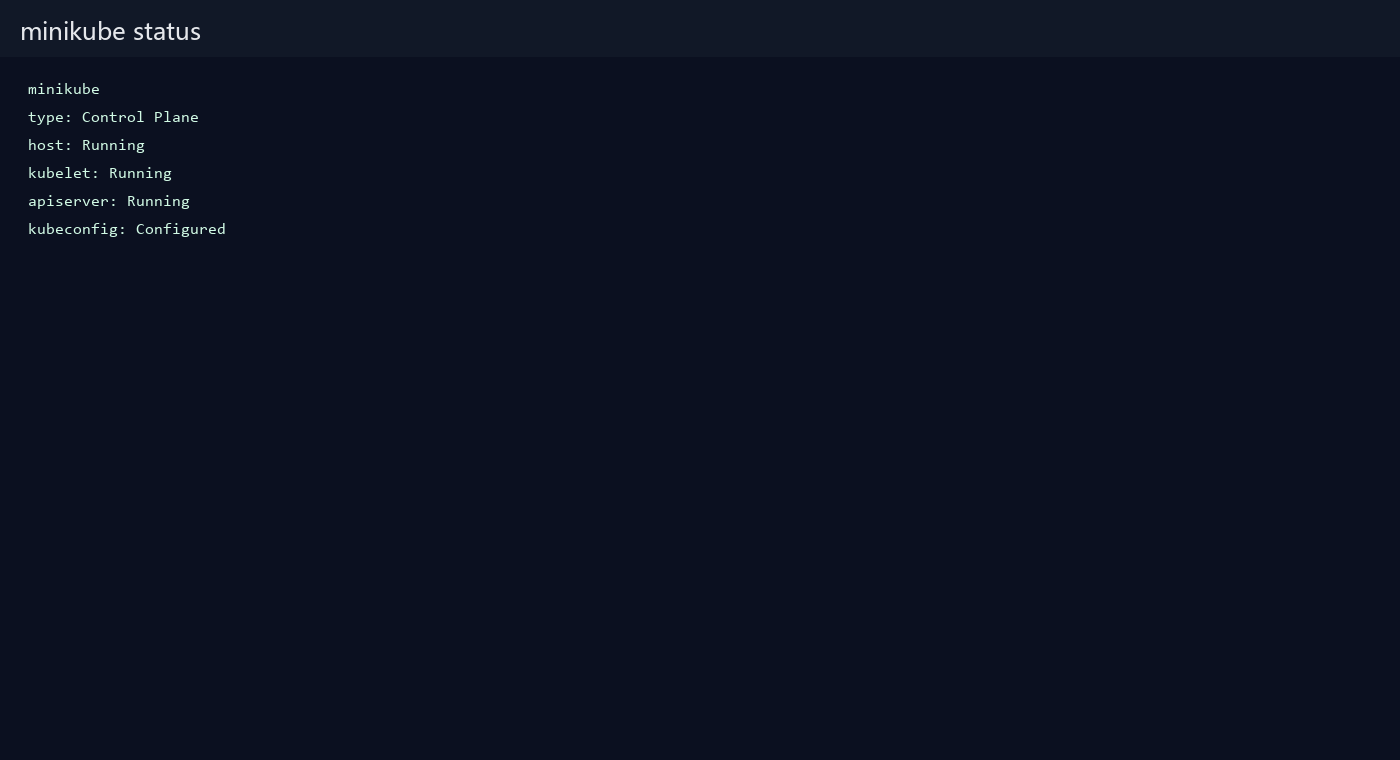 minikube status
minikube
type: Control Plane
host: Running
kubelet: Running
apiserver: Running
kubeconfig: Configured